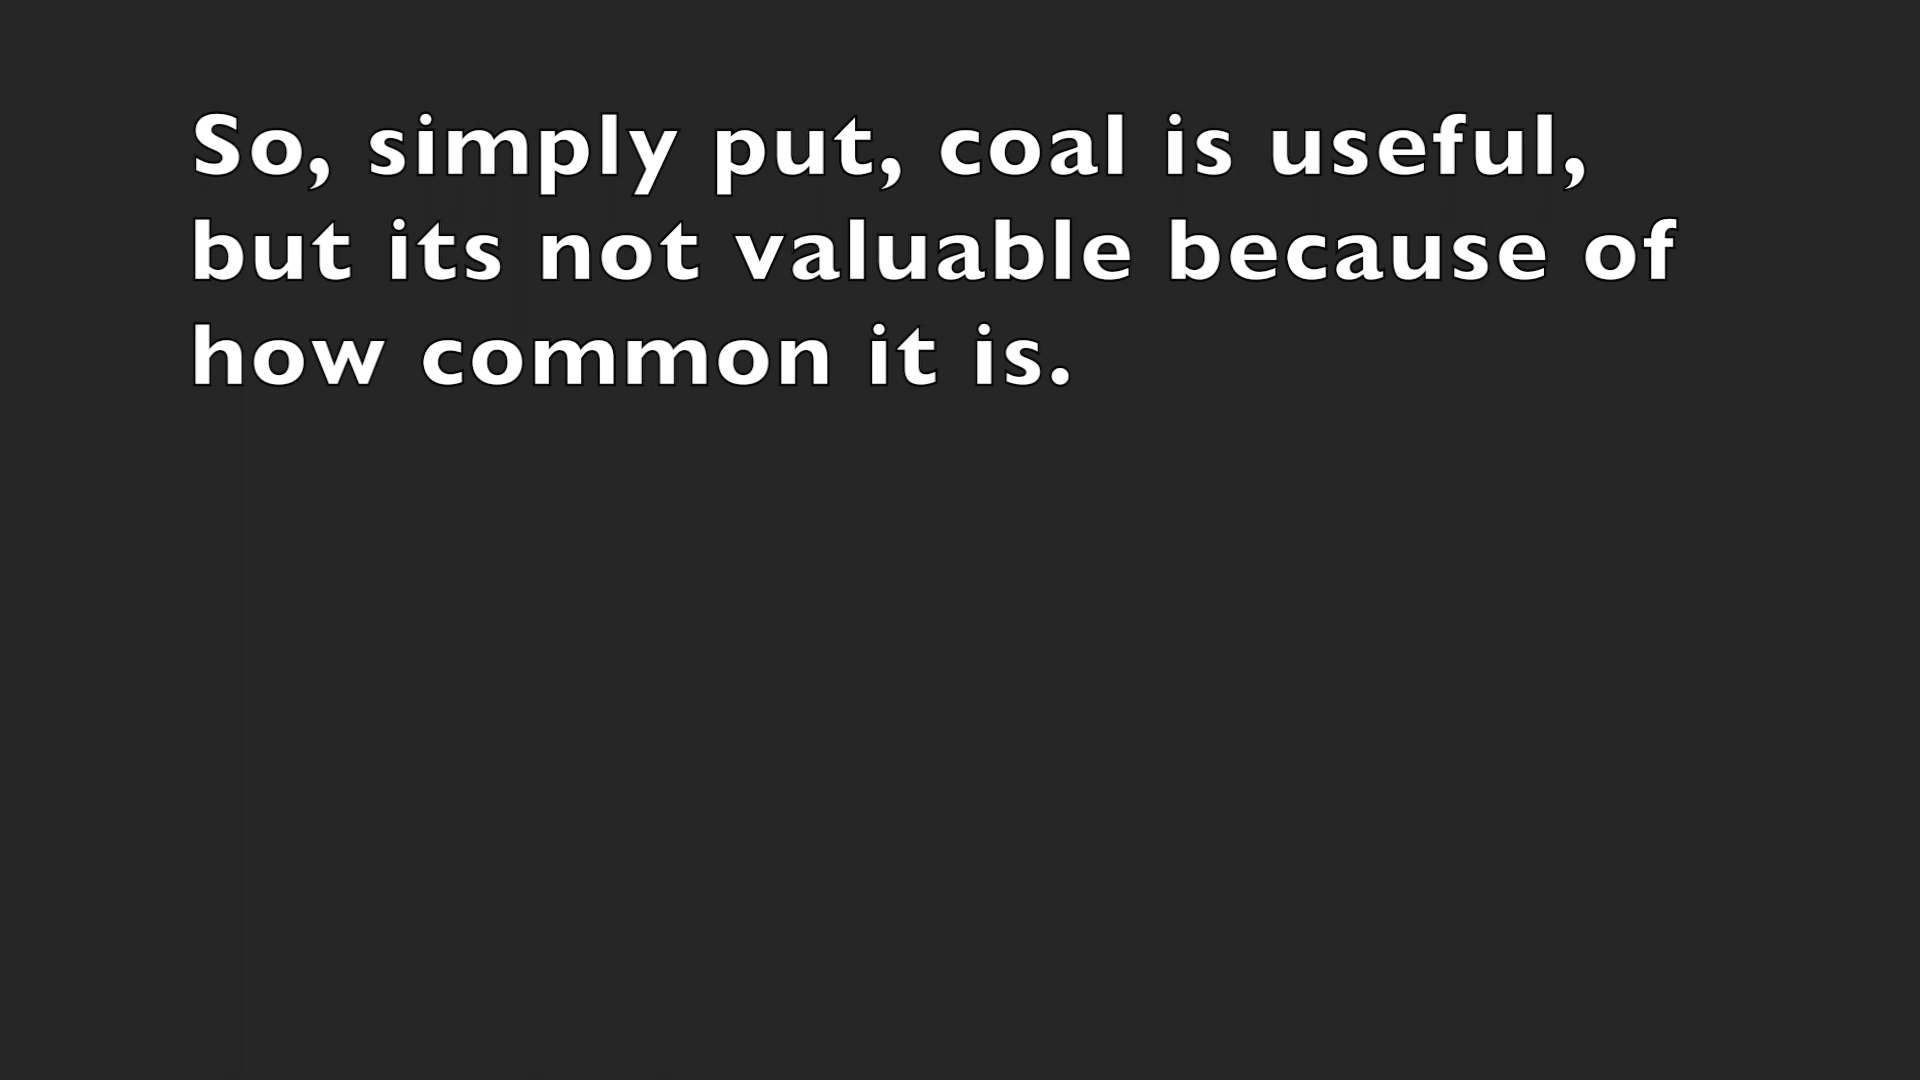 So, simply put, coal is useful,
but its not valuable because of
how common it is.